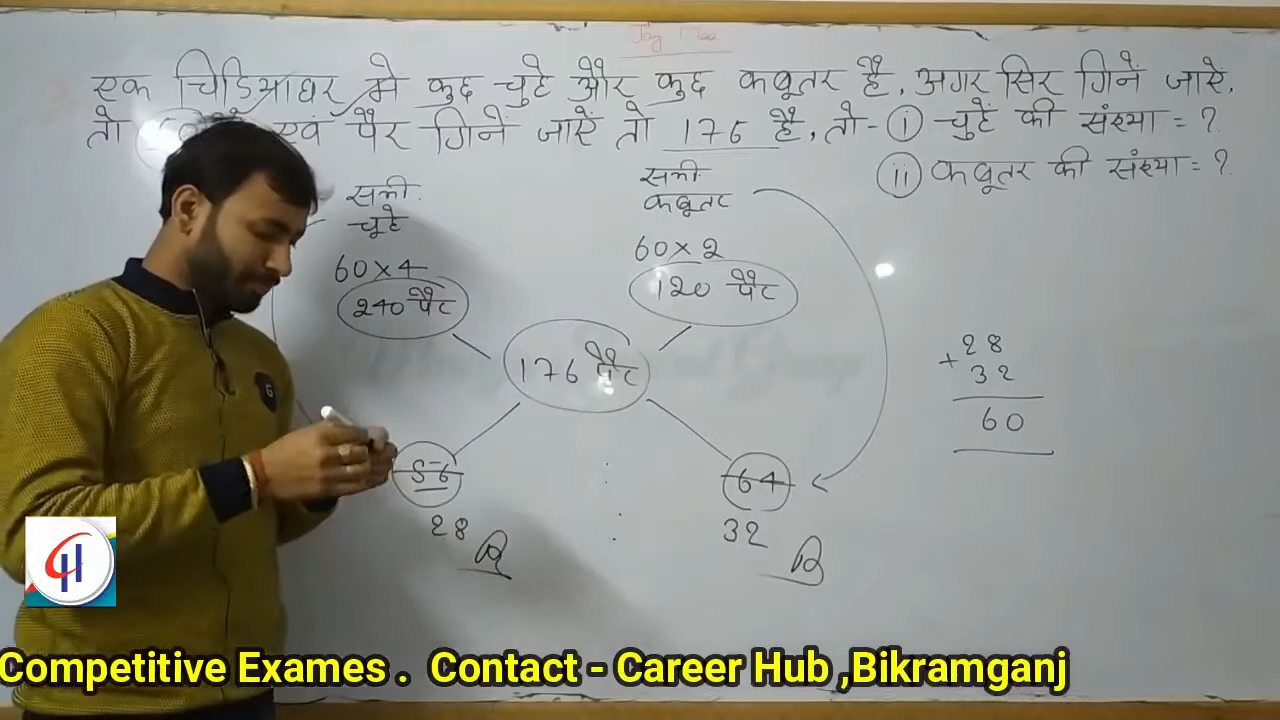 एक चिडियाघर मे कुछ चुहे और कुछ कबूतर है, अगर सिर गिनें जाऐं,
तो एवं पैर गिनें जाऐं तो 176 है, तो- (i) चुहें की संख्या = ?
(ii) कबूतर की संख्या = ?
सभी
चूहे
60 × 4
240 पैर
सभी
कबूतर
60 × 2
120 पैर
176 पैर
56
28
64
32
28
+ 32
60
G
CH
Competitive Exames . Contact - Career Hub ,Bikramganj